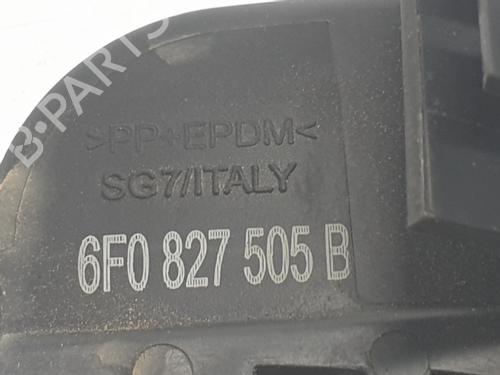 B-PARTS
>PP+EPDM<
SG7/ITALY
6F0 827 505 B